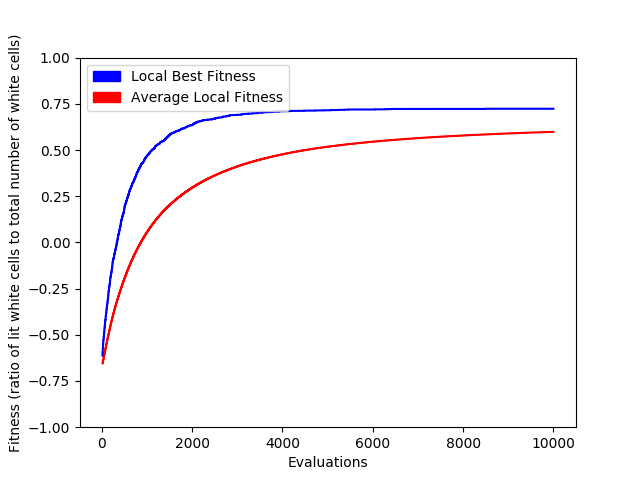 Fitness (ratio of lit white cells to total number of white cells)
1.00
0.75
0.50
0.25
0.00
−0.25
−0.50
−0.75
−1.00
Local Best Fitness
Average Local Fitness
0 2000 4000 6000 8000 10000
Evaluations